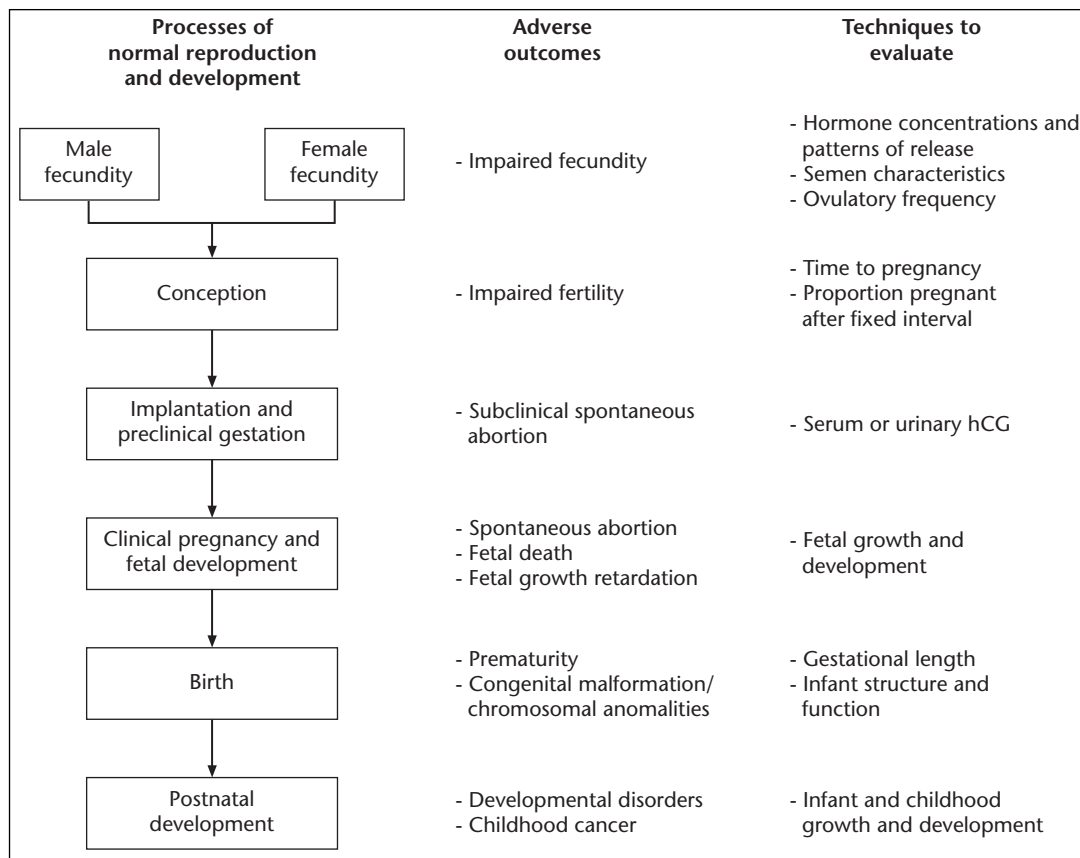 Processes of
normal reproduction
and development
Adverse
outcomes
Techniques to
evaluate
Male
fecundity
Female
fecundity
- Impaired fecundity
- Hormone concentrations and
patterns of release
- Semen characteristics
- Ovulatory frequency
Conception
- Impaired fertility
- Time to pregnancy
- Proportion pregnant
after fixed interval
Implantation and
preclinical gestation
- Subclinical spontaneous
abortion
- Serum or urinary hCG
Clinical pregnancy and
fetal development
- Spontaneous abortion
- Fetal death
- Fetal growth retardation
- Fetal growth and
development
Birth
- Prematurity
- Congenital malformation/
chromosomal anomalities
- Gestational length
- Infant structure and
function
Postnatal
development
- Developmental disorders
- Childhood cancer
- Infant and childhood
growth and development